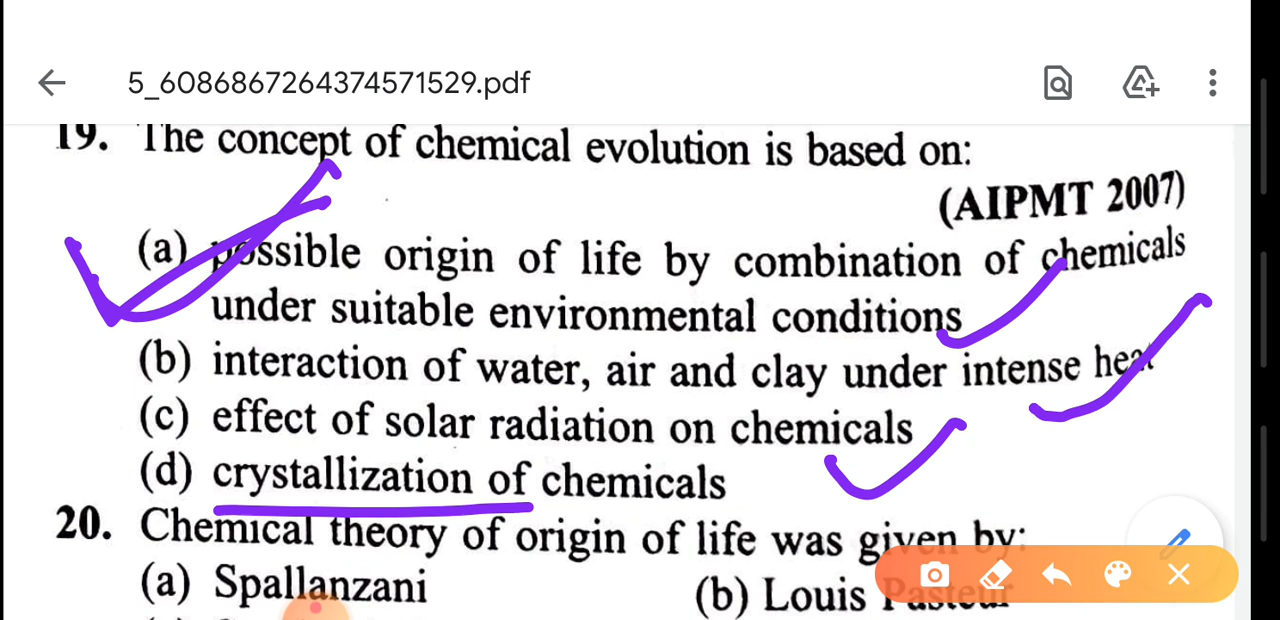 5_6086867264374571529.pdf
19. The concept of chemical evolution is based on:
(AIPMT 2007)
(a) possible origin of life by combination of chemicals
under suitable environmental conditions
(b) interaction of water, air and clay under intense heat
(c) effect of solar radiation on chemicals
(d) crystallization of chemicals
20. Chemical theory of origin of life was given by:
(a) Spallanzani (b) Louis Pasteur